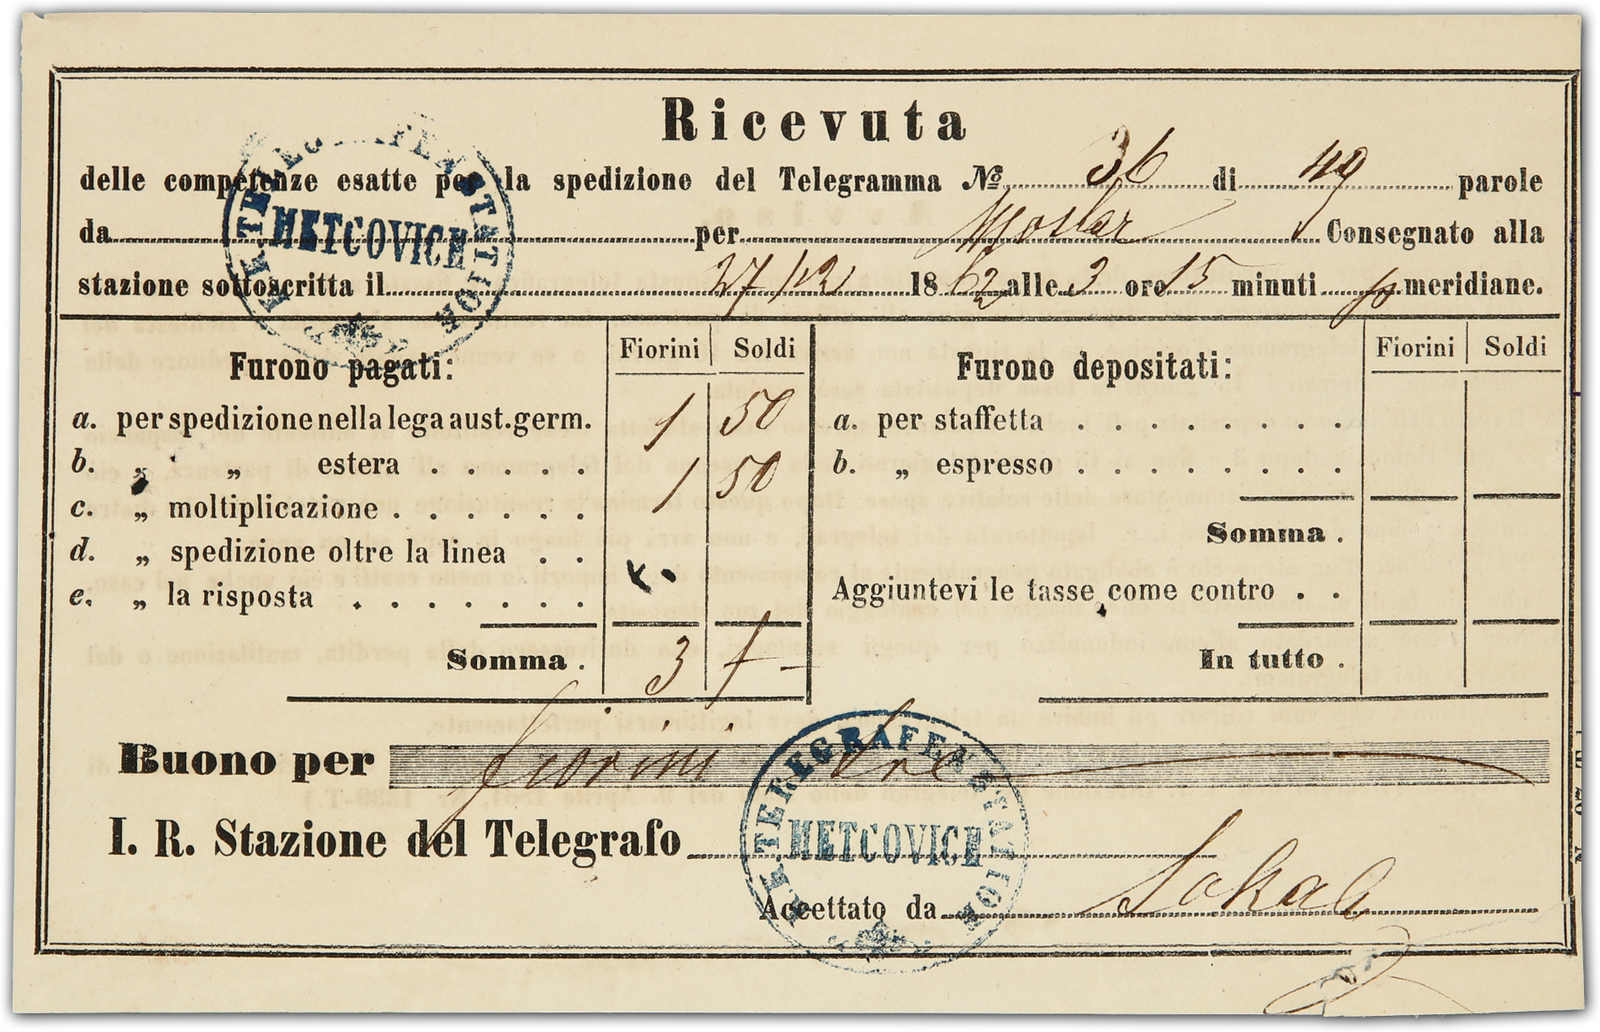 Ricevuta
delle competenze esatte per la spedizione del Telegramma № 36 di 49 parole
da per Mostar Consegnato alla
stazione sottoscritta il 27/12 1862 alle 3 ore 15 minuti p meridiane.
K. K. TELEGRAFEN STATION
METCOVICH
Furono pagati: Fiorini Soldi
a. per spedizione nella lega aust. germ. 1 50
b. „ „ estera . . . . 1 50
c. „ moltiplicazione . . . . . .
d. „ spedizione oltre la linea . .
e. „ la risposta . . . . . . .
Somma . 3 –
Furono depositati: Fiorini Soldi
a. per staffetta . . . . . . .
b. „ espresso . . . . . . .
Somma .
Aggiuntevi le tasse come contro . .
In tutto .
Buono per fiorini tre
I. R. Stazione del Telegrafo
K. K. TELEGRAFEN STATION
METCOVICH
Accettato da Sokal